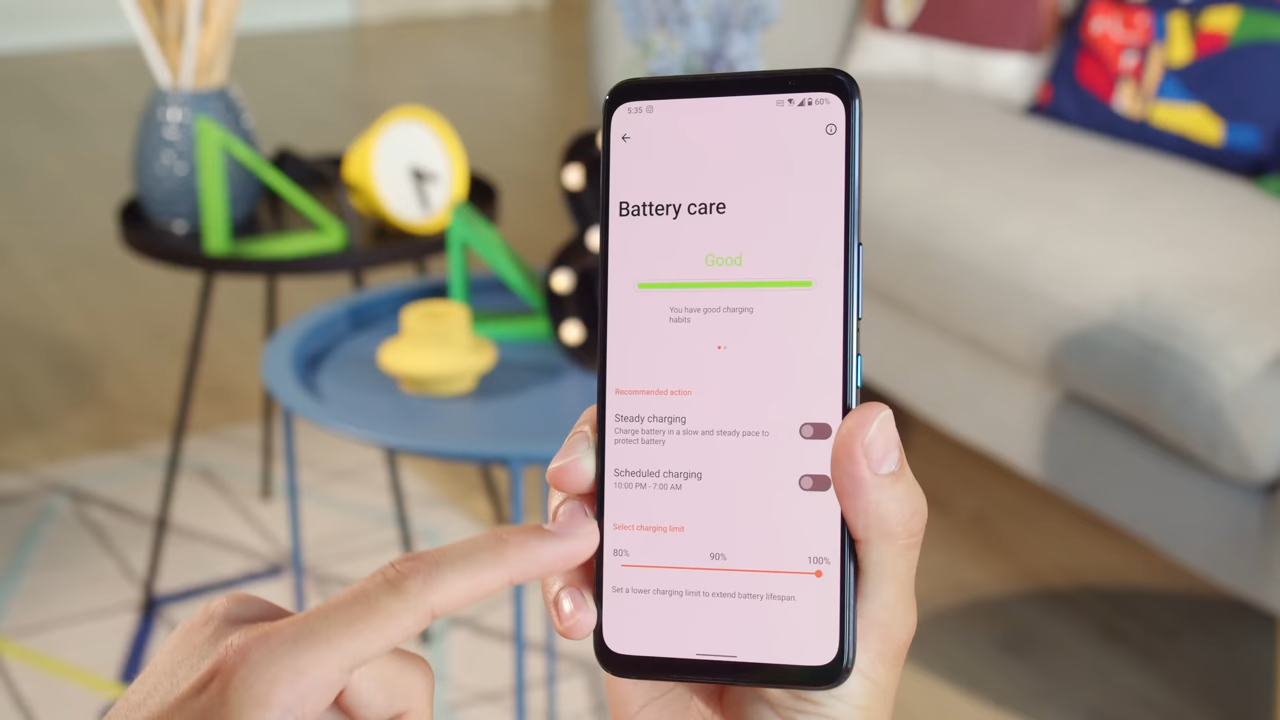 5:35 60%
Battery care
Good
You have good charging
habits
Recommended action
Steady charging
Charge battery in a slow and steady pace to
protect battery
Scheduled charging
10:00 PM - 7:00 AM
Select charging limit
80% 90% 100%
Set a lower charging limit to extend battery lifespan.